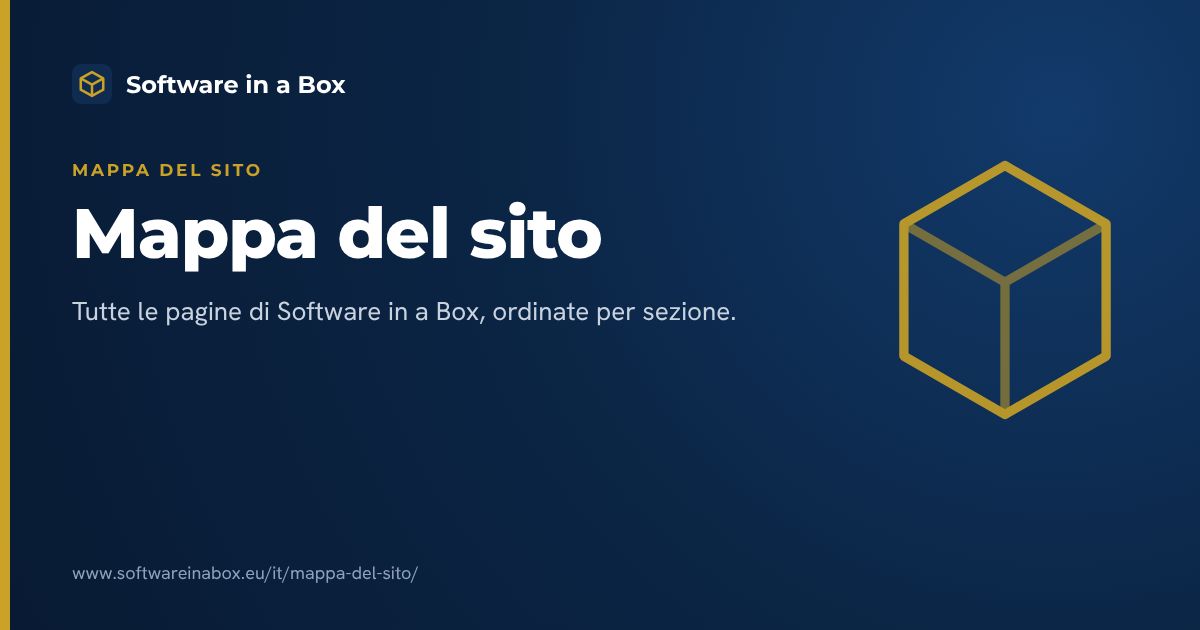 Software in a Box
MAPPA DEL SITO
Mappa del sito
Tutte le pagine di Software in a Box, ordinate per sezione.
www.softwareinabox.eu/it/mappa-del-sito/